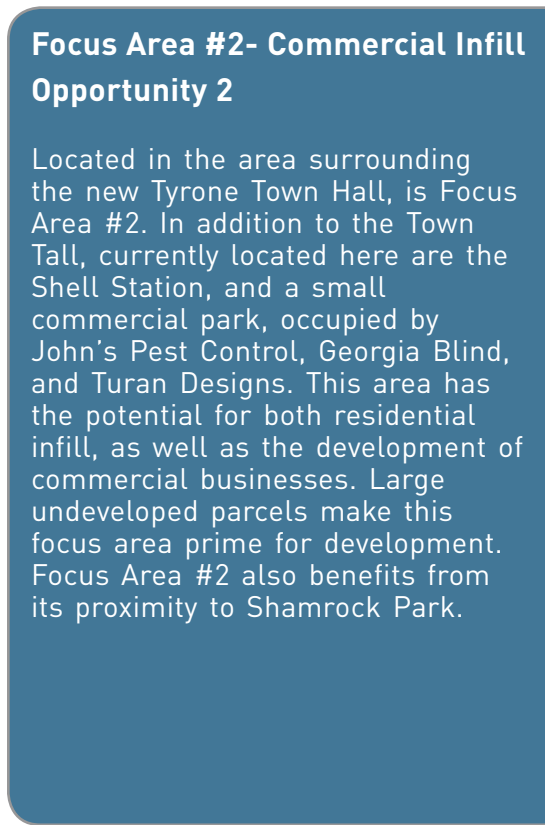 Focus Area #2- Commercial Infill
Opportunity 2
Located in the area surrounding
the new Tyrone Town Hall, is Focus
Area #2. In addition to the Town
Tall, currently located here are the
Shell Station, and a small
commercial park, occupied by
John's Pest Control, Georgia Blind,
and Turan Designs. This area has
the potential for both residential
infill, as well as the development of
commercial businesses. Large
undeveloped parcels make this
focus area prime for development.
Focus Area #2 also benefits from
its proximity to Shamrock Park.